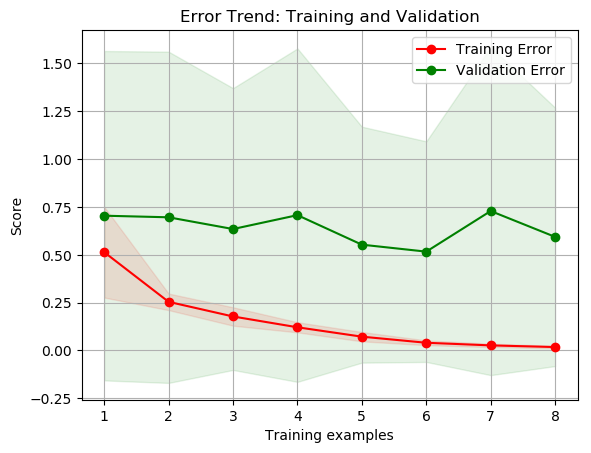 Error Trend: Training and Validation
Training Error
Validation Error
1.50
1.25
1.00
0.75
0.50
0.25
0.00
−0.25
Score
1 2 3 4 5 6 7 8
Training examples